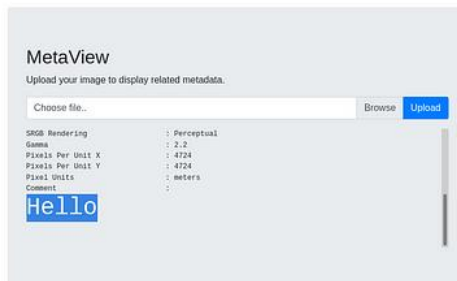 MetaView
Upload your image to display related metadata.
Choose file..
Browse
Upload
SRGB Rendering : Perceptual
Gamma : 2.2
Pixels Per Unit X : 4724
Pixels Per Unit Y : 4724
Pixel Units : meters
Comment :
Hello